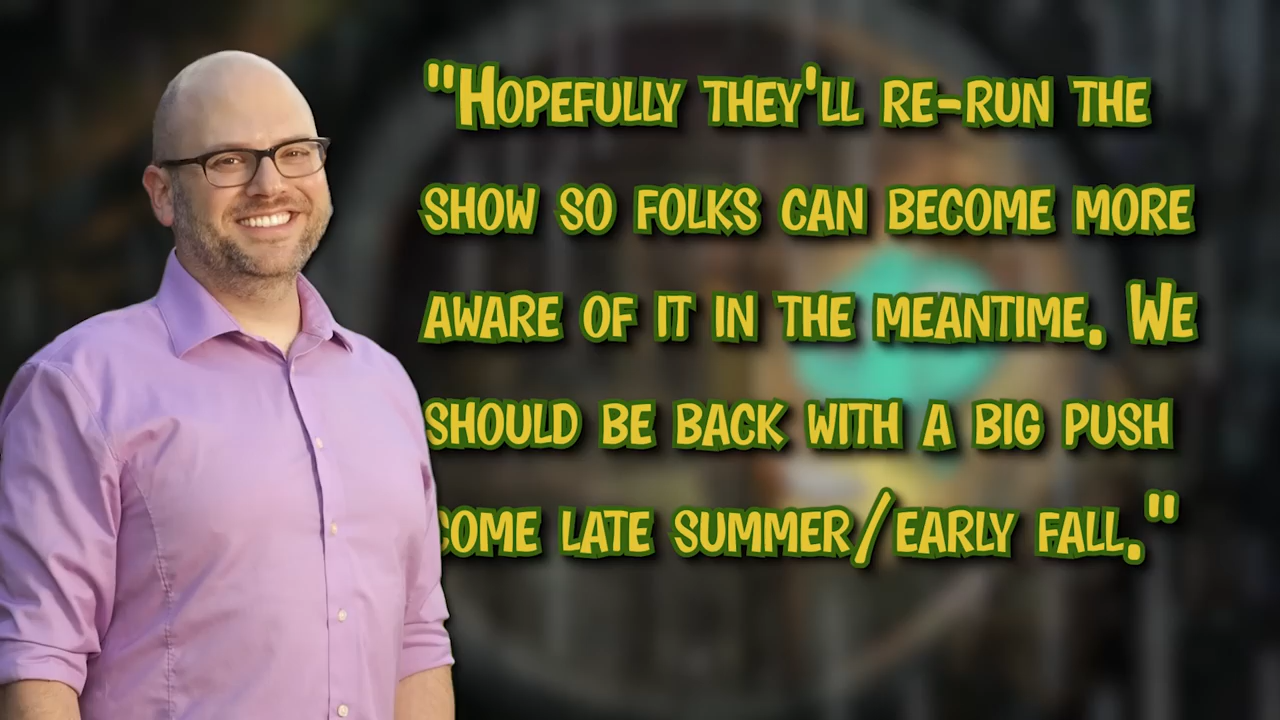 "Hopefully they'll re-run the
show so folks can become more
aware of it in the meantime. We
should be back with a big push
come late summer/early fall."